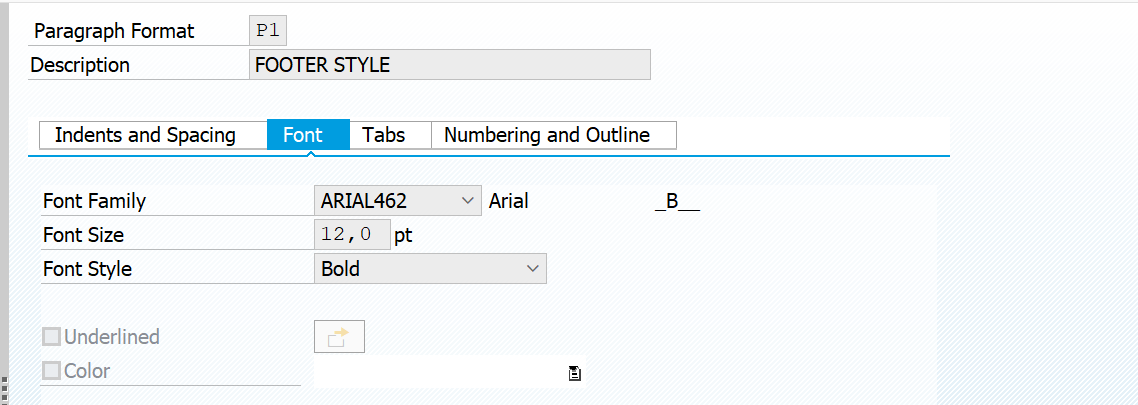 Paragraph Format P1
Description FOOTER STYLE
Indents and Spacing Font Tabs Numbering and Outline
Font Family ARIAL462 Arial _B__
Font Size 12,0 pt
Font Style Bold
Underlined
Color